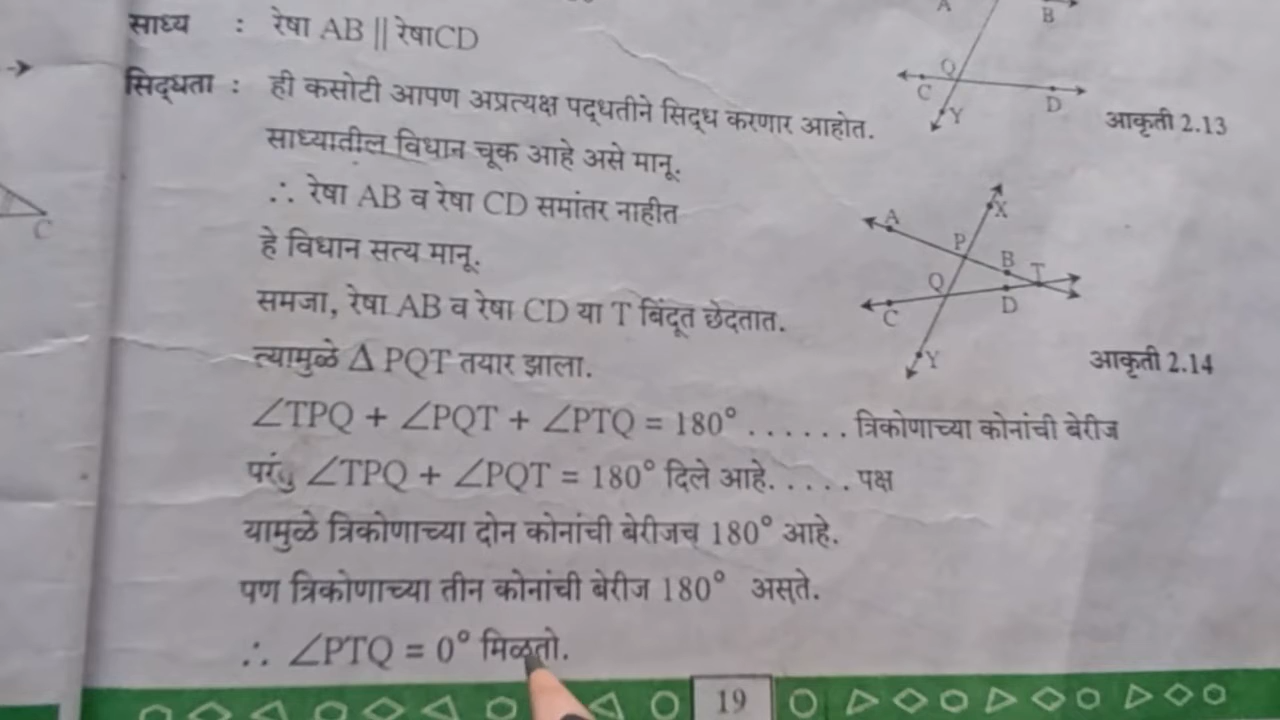 साध्य : रेषा AB || रेषाCD
सिद्धता : ही कसोटी आपण अप्रत्यक्ष पद्धतीने सिद्ध करणार आहोत.
साध्यातील विधान चूक आहे असे मानू.
∴ रेषा AB व रेषा CD समांतर नाहीत
हे विधान सत्य मानू.
समजा, रेषा AB व रेषा CD या T बिंदूत छेदतात.
त्यामुळे Δ PQT तयार झाला.
∠TPQ + ∠PQT + ∠PTQ = 180° . . . . . . त्रिकोणाच्या कोनांची बेरीज
परंतु ∠TPQ + ∠PQT = 180° दिले आहे. . . . . पक्ष
यामुळे त्रिकोणाच्या दोन कोनांची बेरीजच 180° आहे.
पण त्रिकोणाच्या तीन कोनांची बेरीज 180° असते.
∴ ∠PTQ = 0° मिळतो.
19
A
B
Q
C
D
Y
आकृती 2.13
X
A
P
B
T
Q
C
D
Y
आकृती 2.14
C